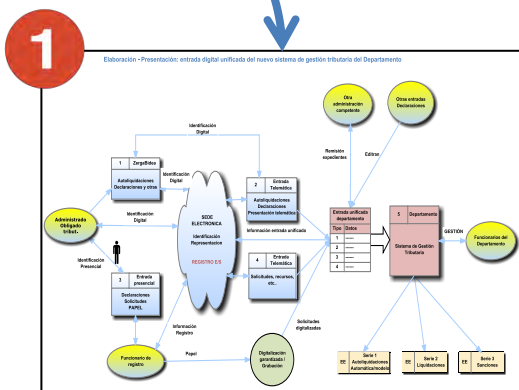 1
Elaboración - Presentación: entrada digital unificada del nuevo sistema de gestión tributaria del Departamento
Otra
administración
competente
Otras entradas
Declaraciones
Identificación
Digital
Remisión
expedientes
Editran
1 ZergaBidea
Autoliquidaciones
Declaraciones y otras
Identificación
Digital
2 Entrada
Telemática
Autoliquidaciones
Declaraciones
Presentación telemático
Administrado
Obligado
tribut.
Identificación
Digital
SEDE
ELECTRONICA
Identificación
Representacion
REGISTRO E/S
Información entrada unificada
Entrada unificada
departamento
Tipo Datos
1 -----
2 -----
3 -----
4 -----
5 Departamento
Sistema de Gestión
Tributaria
GESTIÓN
Funcionarios del
Departamento
Identificación
Presencial
3 Entrada
presencial
Declaraciones
Solicitudes
PAPEL
4 Entrada
Telemática
Solicitudes, recursos,
etc..
Información
Registro
Solicitudes
digitalizadas
Funcionario de
registro
Papel
Digitalización
garantizada /
Grabación
EE Serie 1
Autoliquidaciones
Automática/modelo
EE Serie 2
Liquidaciones
EE Serie 3
Sanciones